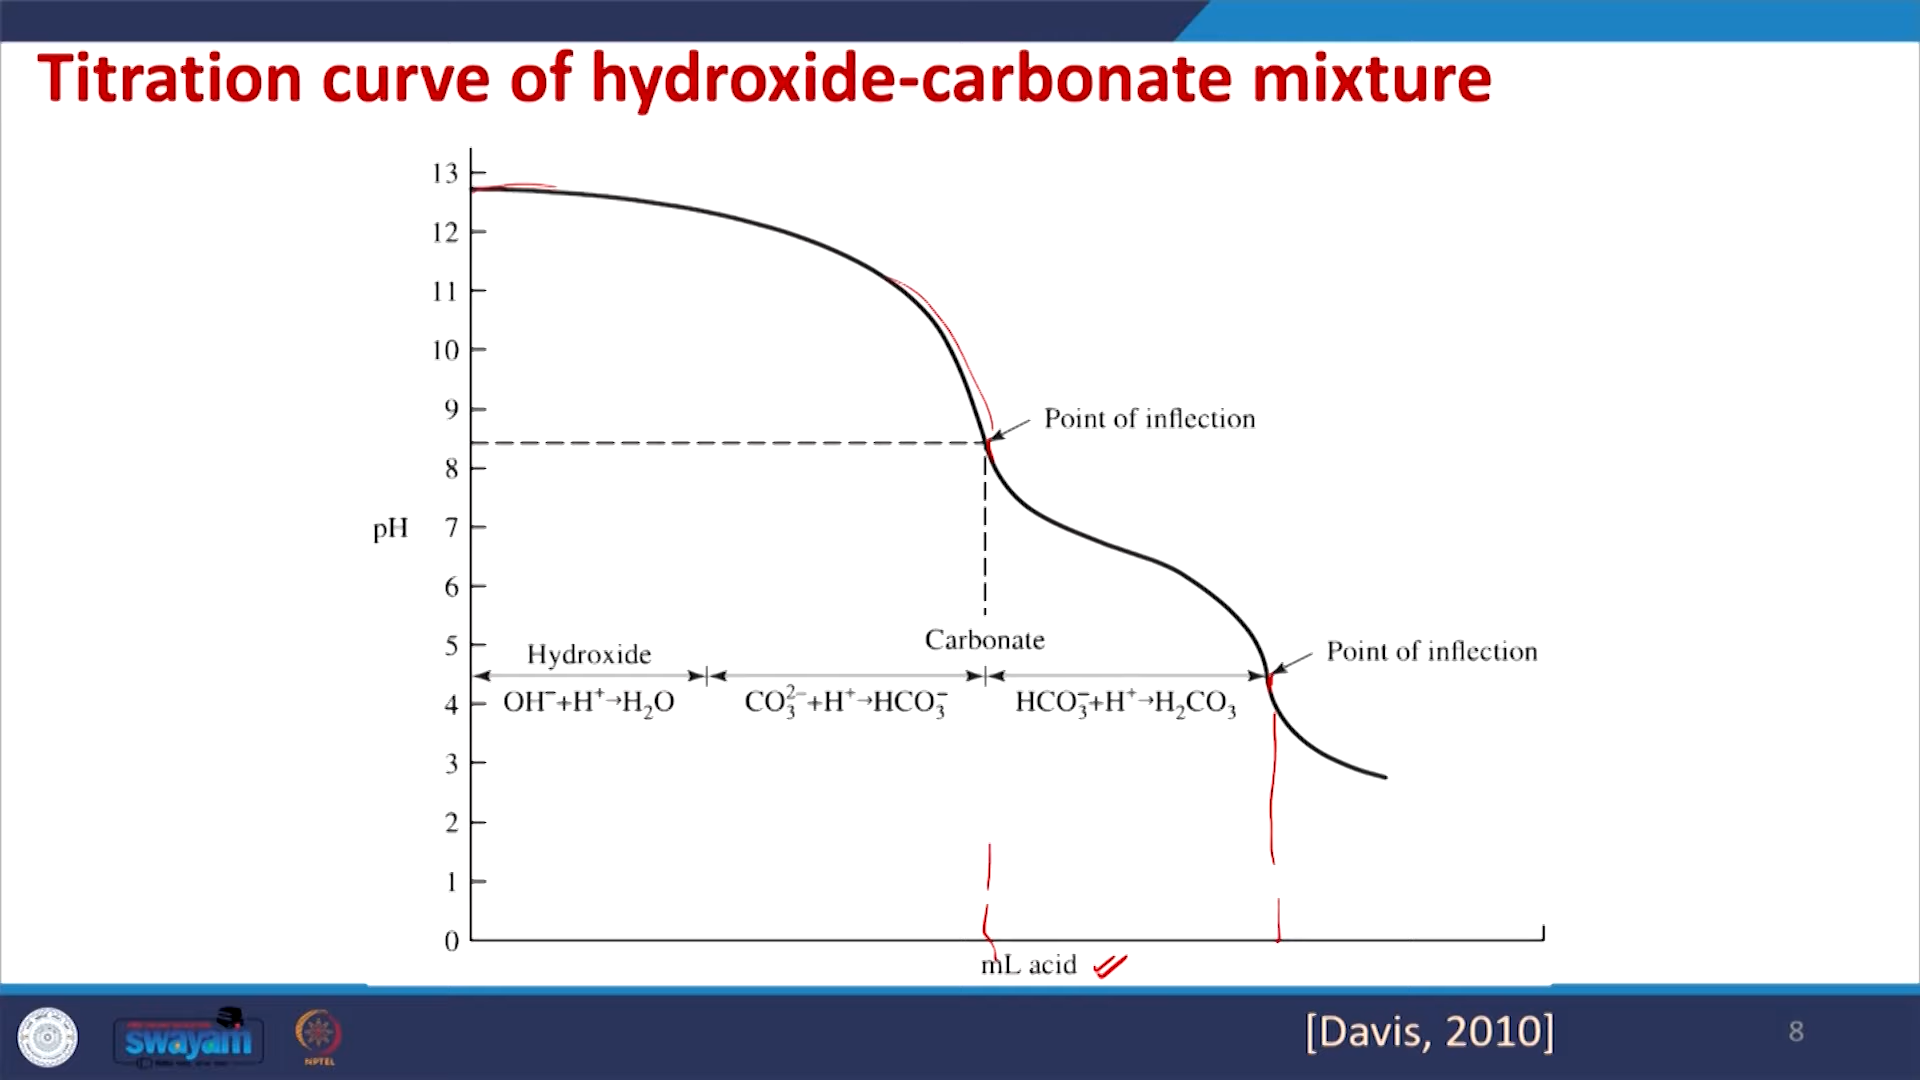 Titration curve of hydroxide-carbonate mixture
13
12
11
10
9
Point of inflection
8
pH
7
6
5
Carbonate
Hydroxide
Point of inflection
4
OH⁻+H⁺→H₂O
CO₃²⁻+H⁺→HCO₃⁻
HCO₃⁻+H⁺→H₂CO₃
3
2
1
0
mL acid
swayam
NPTEL
[Davis, 2010]
8